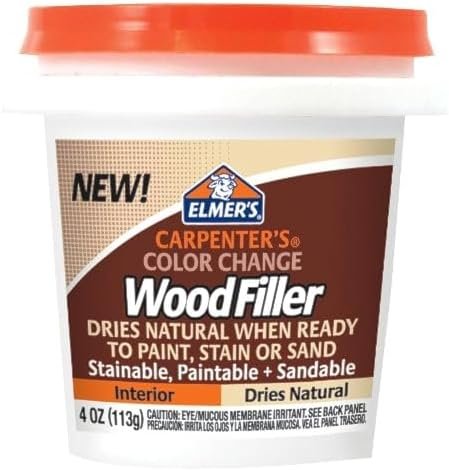 NEW!
ELMER'S
CARPENTER'S®
COLOR CHANGE
WoodFiller
DRIES NATURAL WHEN READY
TO PAINT, STAIN OR SAND
Stainable, Paintable + Sandable
Interior Dries Natural
4 OZ (113g) CAUTION: EYE/MUCOUS MEMBRANE IRRITANT. SEE BACK PANEL
PRECAUCIÓN: IRRITA LOS OJOS Y LA MEMBRANA MUCOSA. VEA EL PANEL TRASERO.